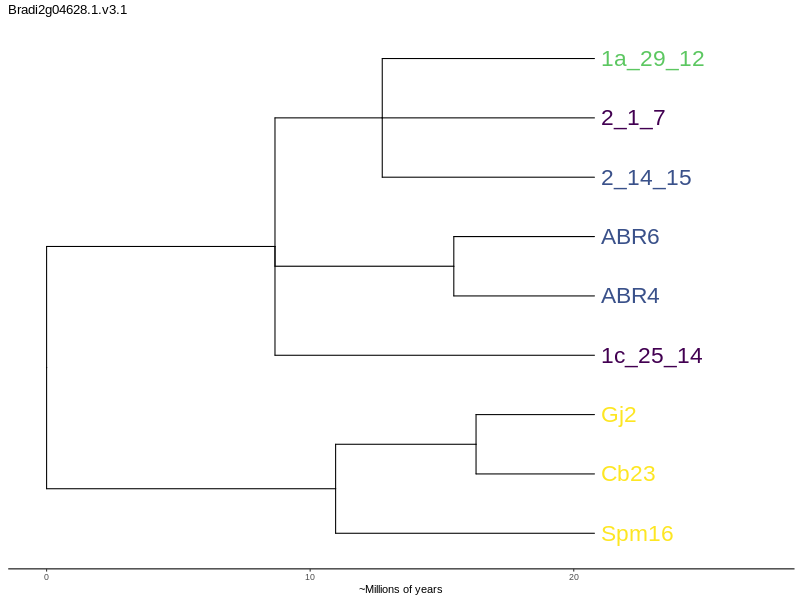 Bradi2g04628.1.v3.1
1a_29_12
2_1_7
2_14_15
ABR6
ABR4
1c_25_14
Gj2
Cb23
Spm16
0 10 20
~Millions of years